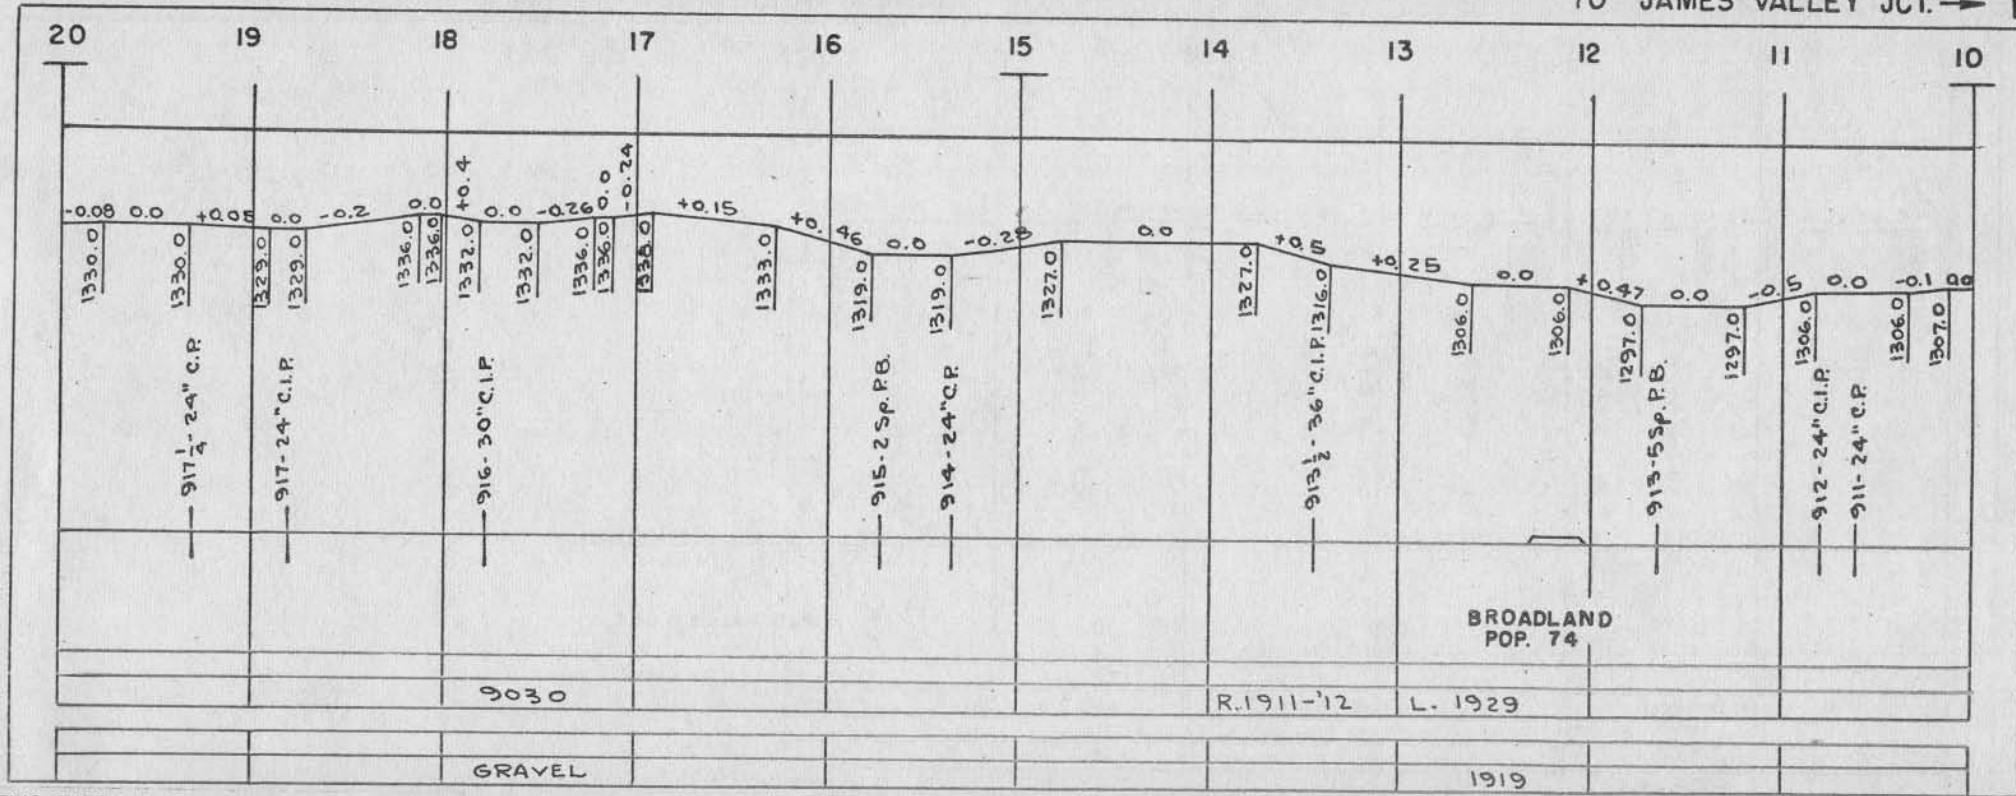 TO JAMES VALLEY JCT. →
20 19 18 17 16 15 14 13 12 11 10
-0.08 0.0 +0.05 0.0 -0.2 0.0 +0.4 0.0 -0.26 0.0 -0.24 +0.15 +0.46 0.0 -0.28 0.0 +0.5 +0.25 0.0 +0.47 0.0 -0.5 0.0 -0.1 0.0
1330.0 1330.0 1329.0 1329.0 1336.0 1336.0 1332.0 1332.0 1336.0 1336.0 1338.0 1333.0 1319.0 1319.0 1327.0 1327.0 1316.0 1306.0 1306.0 1297.0 1297.0 1306.0 1306.0 1307.0
917¼-24" C.P.
917-24" C.I.P.
916-30" C.I.P.
915-2 Sp. P.B.
914-24" C.P.
913½-36" C.I.P.
913-5 Sp. P.B.
912-24" C.I.P.
911-24" C.P.
BROADLAND
POP. 74
9030 R.1911-'12 L. 1929
GRAVEL 1919